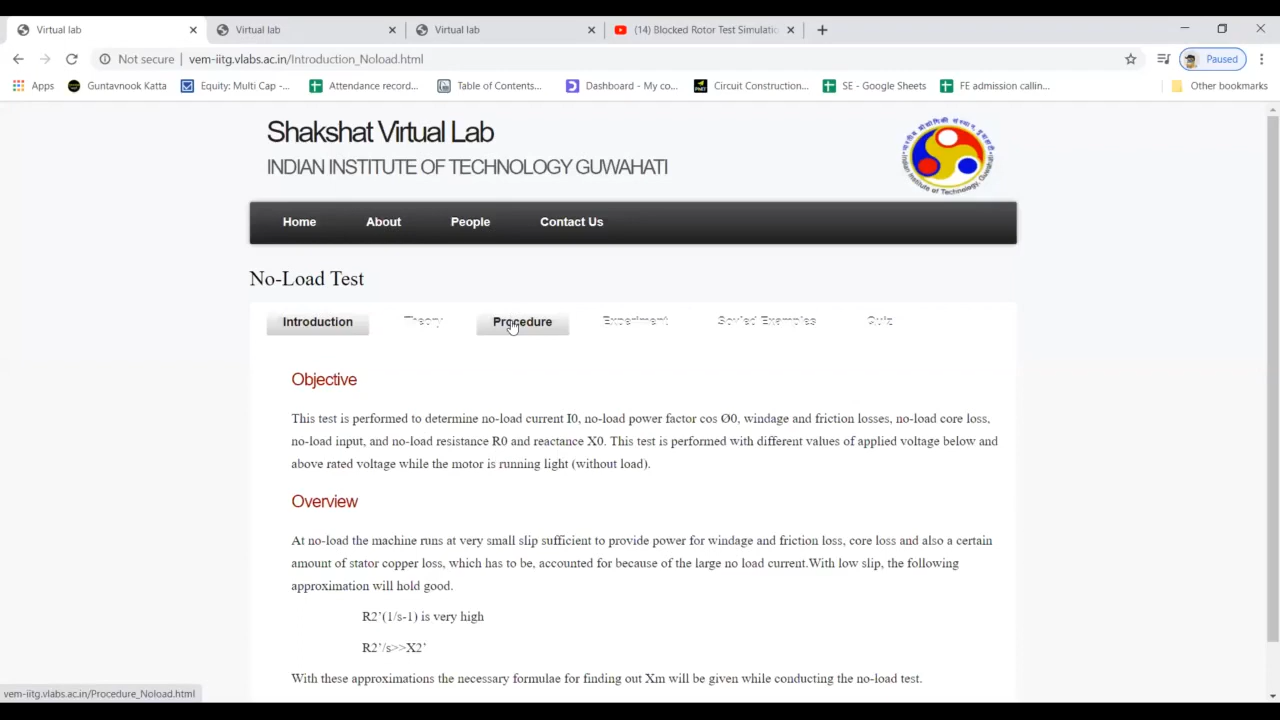 Virtual lab
Virtual lab
Virtual lab
(14) Blocked Rotor Test Simulatio
Not secure
vem-iitg.vlabs.ac.in/Introduction_Noload.html
Paused
Apps
Guntavnook Katta
Equity: Multi Cap -...
Attendance record...
Table of Contents...
Dashboard - My co...
Circuit Construction...
SE - Google Sheets
FE admission callin...
Other bookmarks
Shakshat Virtual Lab
INDIAN INSTITUTE OF TECHNOLOGY GUWAHATI
Home
About
People
Contact Us
No-Load Test
Introduction
Theory
Procedure
Experiment
Quiz
Objective
This test is performed to determine no-load current I0, no-load power factor cos Ø0, windage and friction losses, no-load core loss,
no-load input, and no-load resistance R0 and reactance X0. This test is performed with different values of applied voltage below and
above rated voltage while the motor is running light (without load).
Overview
At no-load the machine runs at very small slip sufficient to provide power for windage and friction loss, core loss and also a certain
amount of stator copper loss, which has to be, accounted for because of the large no load current.With low slip, the following
approximation will hold good.
R2’(1/s-1) is very high
R2’/s>>X2’
With these approximations the necessary formulae for finding out Xm will be given while conducting the no-load test.
vem-iitg.vlabs.ac.in/Procedure_Noload.html